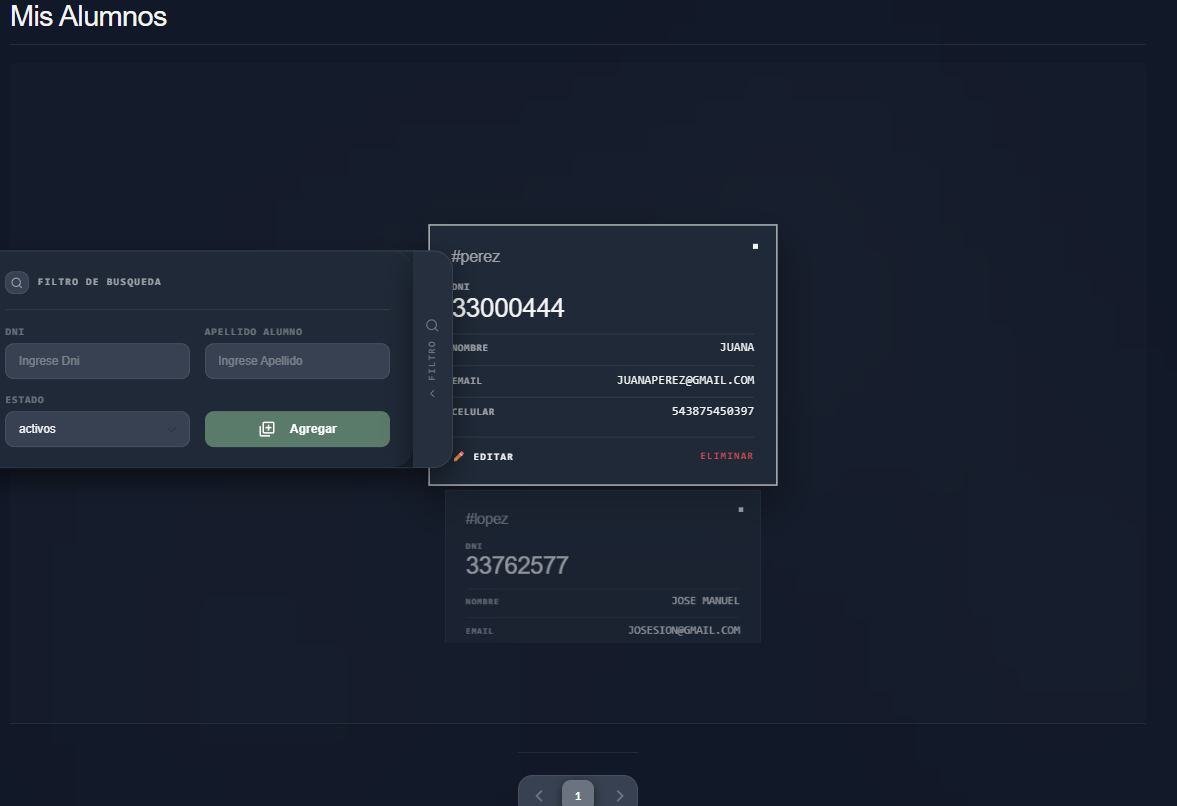 Mis Alumnos
FILTRO DE BUSQUEDA
DNI
Ingrese Dni
APELLIDO ALUMNO
Ingrese Apellido
ESTADO
activos
Agregar
FILTRO
#perez
DNI
33000444
NOMBRE JUANA
EMAIL JUANAPEREZ@GMAIL.COM
CELULAR 543875450397
EDITAR ELIMINAR
#lopez
DNI
33762577
NOMBRE JOSE MANUEL
EMAIL JOSESION@GMAIL.COM
1